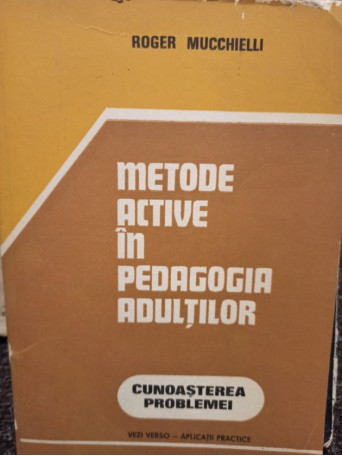 ROGER MUCCHIELLI
METODE
ACTIVE
ÎN
PEDAGOGIA
ADULȚILOR
CUNOAȘTEREA
PROBLEMEI
VEZI VERSO – APLICAȚII PRACTICE